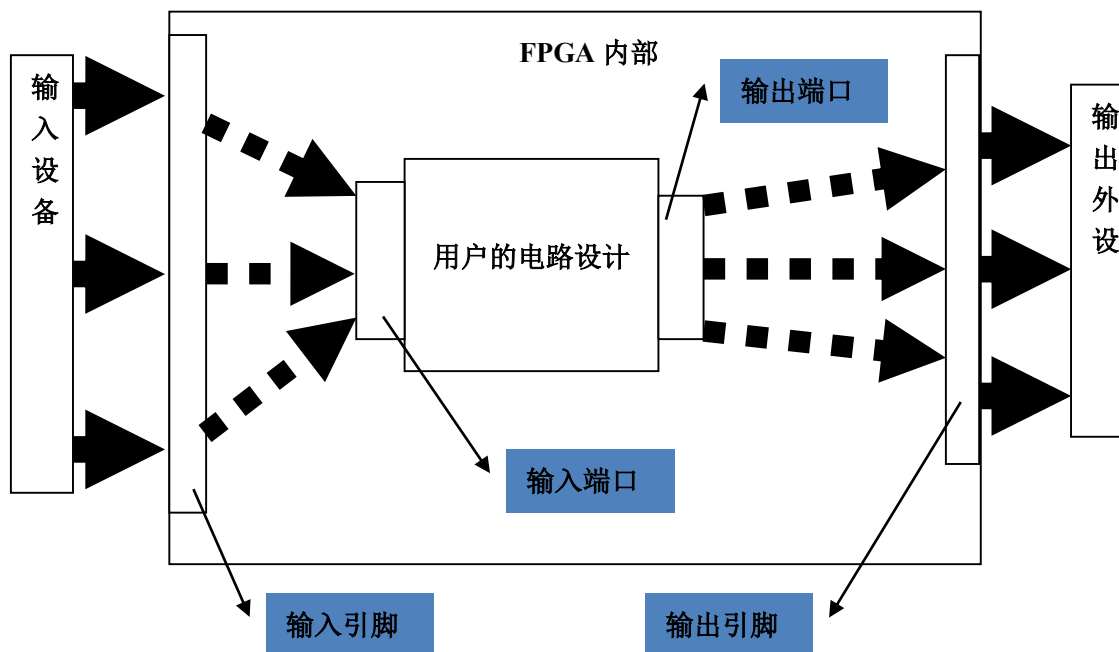 FPGA 内部
输入设备
输出端口
输出外设
用户的电路设计
输入端口
输入引脚
输出引脚